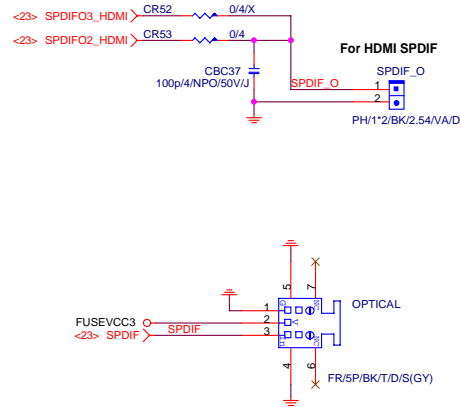 <23> SPDIFO3_HDMI CR52 0/4/X
<23> SPDIFO2_HDMI CR53 0/4
For HDMI SPDIF
CBC37
100p/4/NPO/50V/J
SPDIF_O
SPDIF_O
1
2
PH/1*2/BK/2.54/VA/D
5
7
OPTICAL
1
FUSEVCC3 2
<23> SPDIF SPDIF 3
V
NC
NC
4
6
FR/5P/BK/T/D/S(GY)